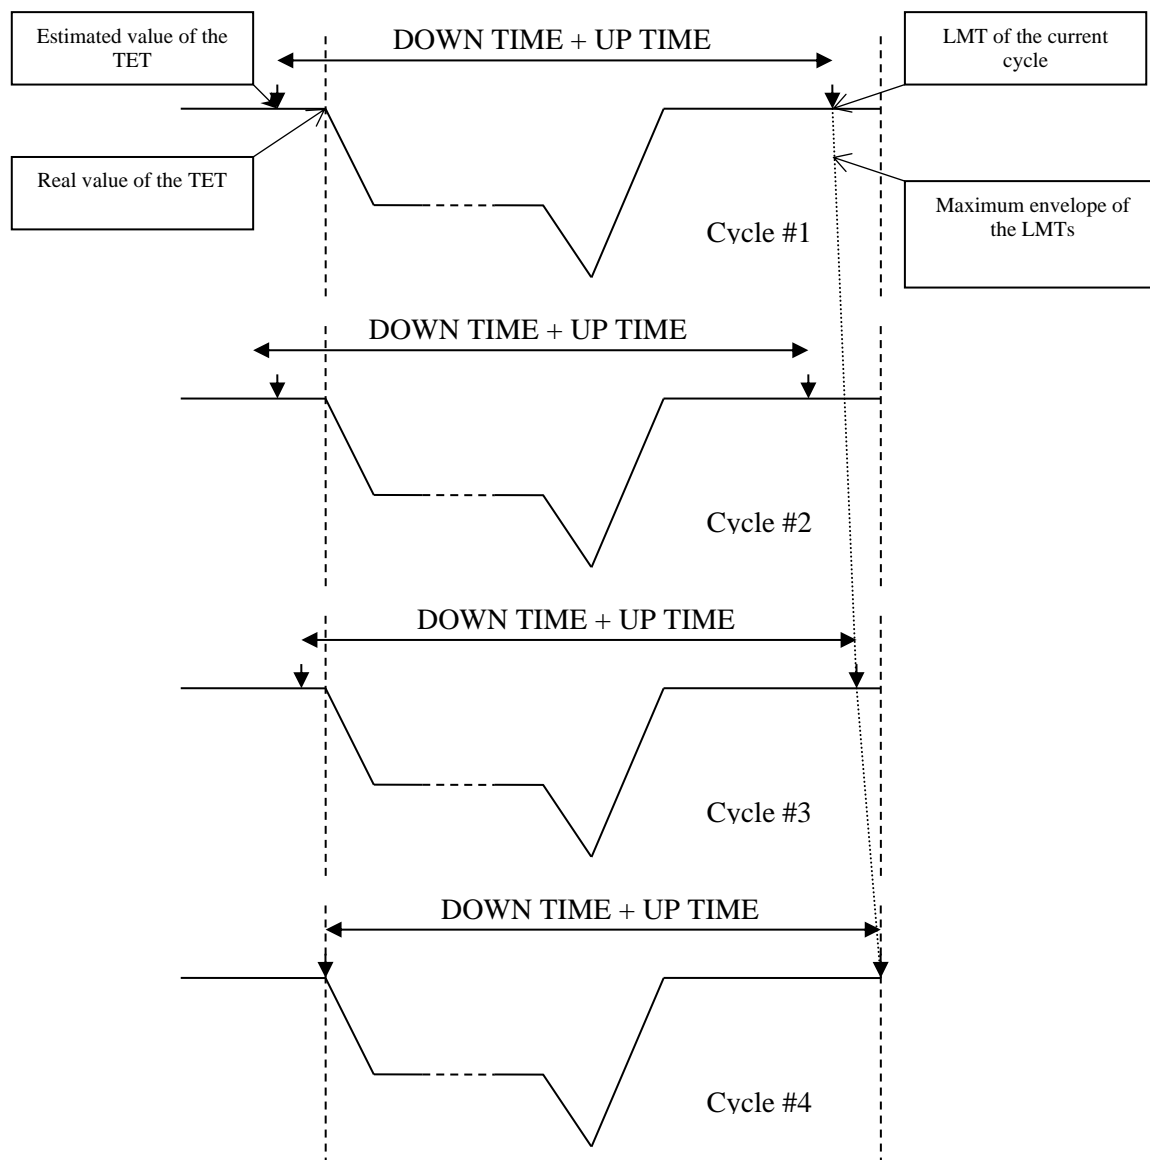 Estimated value of the
TET
DOWN TIME + UP TIME
LMT of the current
cycle
Real value of the TET
Maximum envelope of
the LMTs
Cycle #1
DOWN TIME + UP TIME
Cycle #2
DOWN TIME + UP TIME
Cycle #3
DOWN TIME + UP TIME
Cycle #4